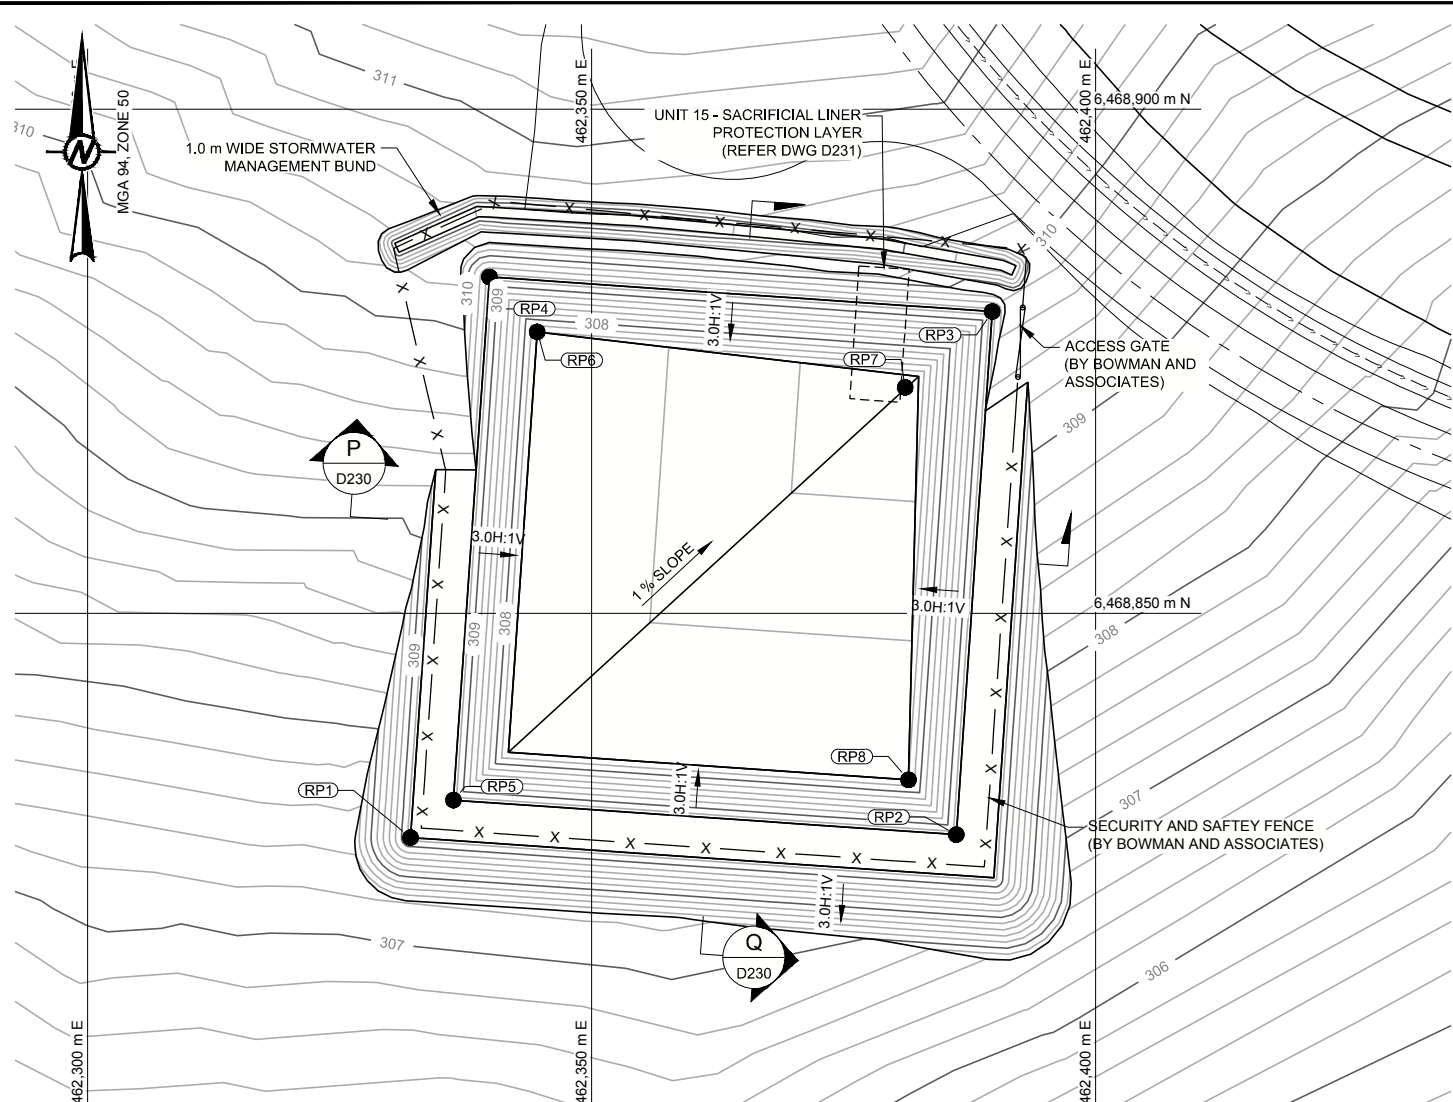 311
310
MGA 94, ZONE 50
N
1.0 m WIDE STORMWATER
MANAGEMENT BUND
462,350 m E
UNIT 15 - SACRIFICIAL LINER
PROTECTION LAYER
(REFER DWG D231)
462,400 m E
6,468,900 m N
310
310
309
RP4
308
3.0H:1V
RP3
RP6
RP7
ACCESS GATE
(BY BOWMAN AND
ASSOCIATES)
309
P
D230
3.0H:1V
1 % SLOPE
3.0H:1V
6,468,850 m N
308
309
309
308
RP1
RP5
3.0H:1V
RP8
RP2
307
SECURITY AND SAFTEY FENCE
(BY BOWMAN AND ASSOCIATES)
3.0H:1V
307
Q
D230
306
462,300 m E
462,350 m E
462,400 m E
X X X X X X X X
X X X
X X X X X
X X X X X X X
X X X X X X